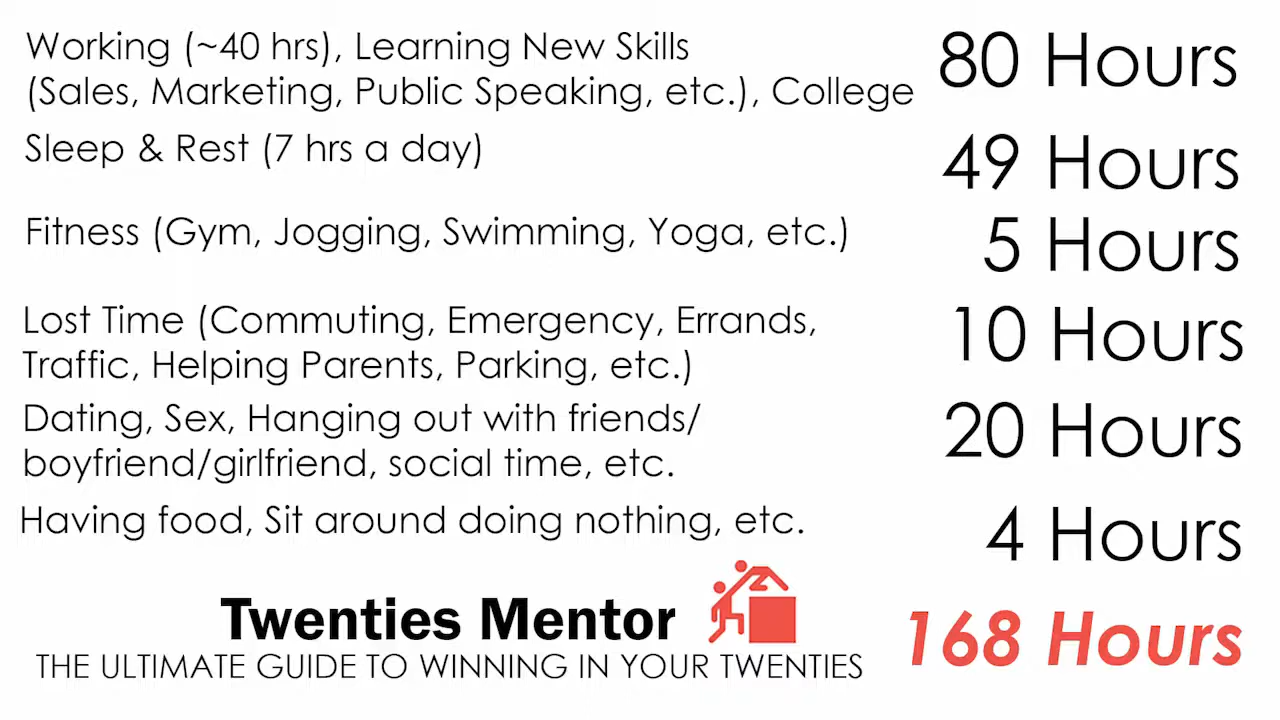 Working (~40 hrs), Learning New Skills
(Sales, Marketing, Public Speaking, etc.), College
80 Hours
Sleep & Rest (7 hrs a day)
49 Hours
Fitness (Gym, Jogging, Swimming, Yoga, etc.)
5 Hours
Lost Time (Commuting, Emergency, Errands,
Traffic, Helping Parents, Parking, etc.)
10 Hours
Dating, Sex, Hanging out with friends/
boyfriend/girlfriend, social time, etc.
20 Hours
Having food, Sit around doing nothing, etc.
4 Hours
Twenties Mentor
THE ULTIMATE GUIDE TO WINNING IN YOUR TWENTIES
168 Hours